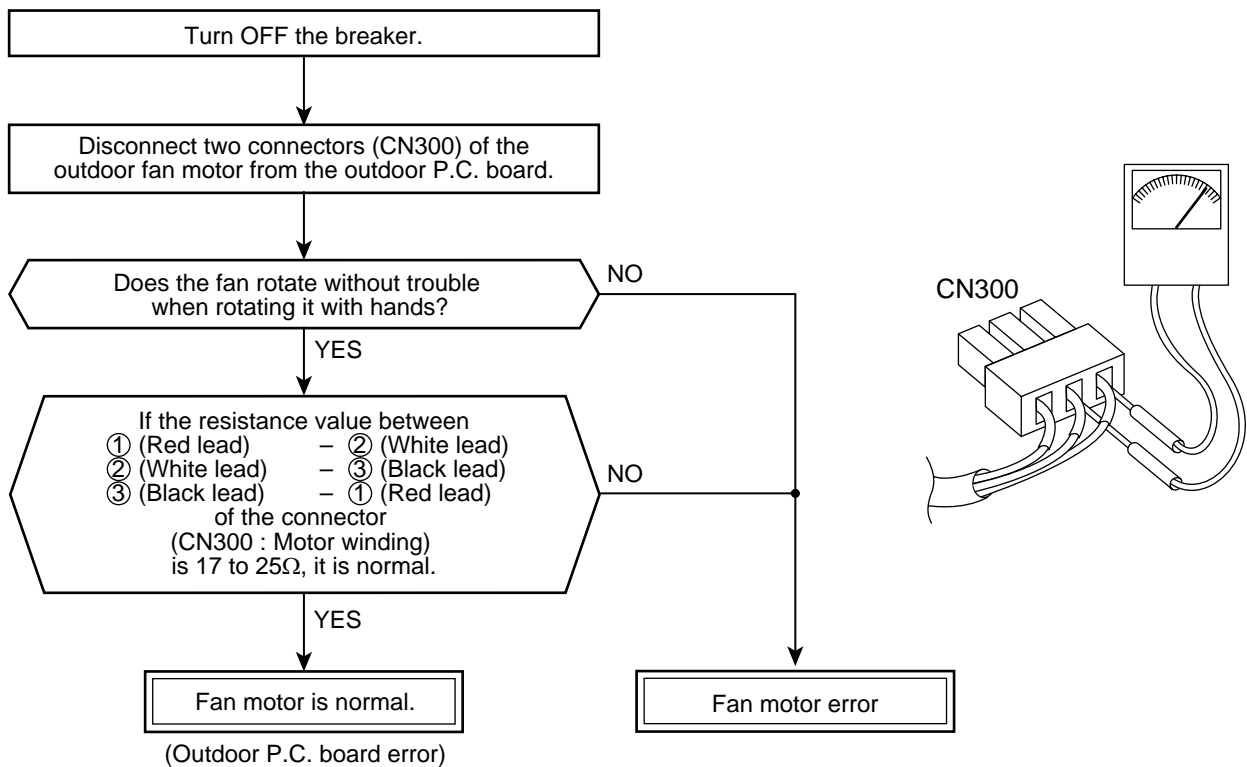 Turn OFF the breaker.
Disconnect two connectors (CN300) of the
outdoor fan motor from the outdoor P.C. board.
Does the fan rotate without trouble
when rotating it with hands?
NO
YES
If the resistance value between
① (Red lead) – ② (White lead)
② (White lead) – ③ (Black lead)
③ (Black lead) – ① (Red lead)
of the connector
(CN300 : Motor winding)
is 17 to 25Ω, it is normal.
NO
YES
Fan motor is normal.
(Outdoor P.C. board error)
Fan motor error
CN300